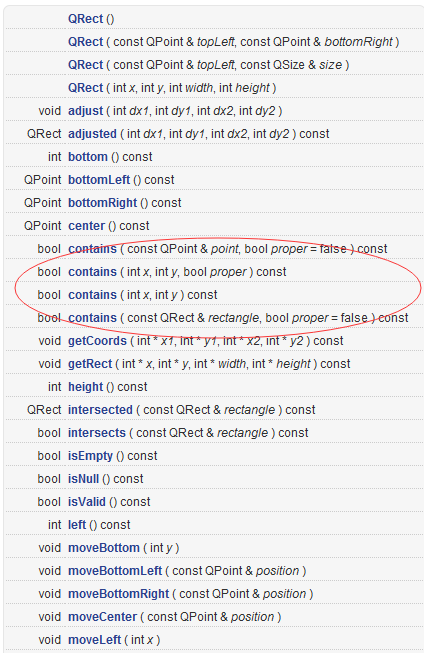 QRect ()
QRect ( const QPoint & topLeft, const QPoint & bottomRight )
QRect ( const QPoint & topLeft, const QSize & size )
QRect ( int x, int y, int width, int height )
void adjust ( int dx1, int dy1, int dx2, int dy2 )
QRect adjusted ( int dx1, int dy1, int dx2, int dy2 ) const
int bottom () const
QPoint bottomLeft () const
QPoint bottomRight () const
QPoint center () const
bool contains ( const QPoint & point, bool proper = false ) const
bool contains ( int x, int y, bool proper ) const
bool contains ( int x, int y ) const
bool contains ( const QRect & rectangle, bool proper = false ) const
void getCoords ( int * x1, int * y1, int * x2, int * y2 ) const
void getRect ( int * x, int * y, int * width, int * height ) const
int height () const
QRect intersected ( const QRect & rectangle ) const
bool intersects ( const QRect & rectangle ) const
bool isEmpty () const
bool isNull () const
bool isValid () const
int left () const
void moveBottom ( int y )
void moveBottomLeft ( const QPoint & position )
void moveBottomRight ( const QPoint & position )
void moveCenter ( const QPoint & position )
void moveLeft ( int x )